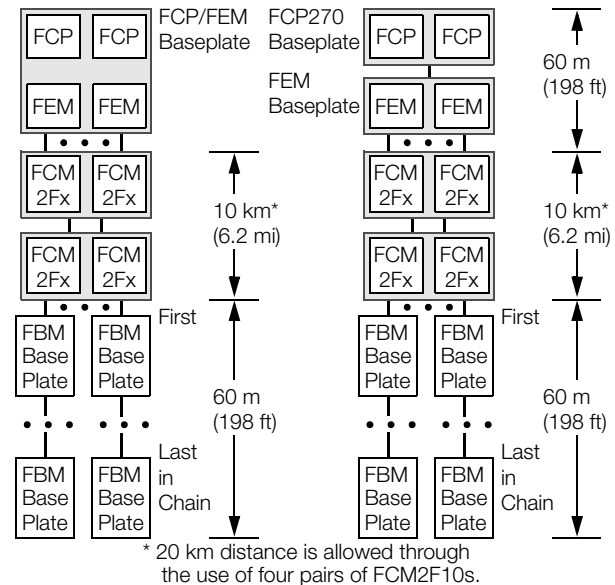 FCP FCP
FCP/FEM
Baseplate
FEM FEM
FCM
2Fx
FCM
2Fx
FCM
2Fx
FCM
2Fx
10 km*
(6.2 mi)
First
FBM
Base
Plate
FBM
Base
Plate
60 m
(198 ft)
Last
in
Chain
FBM
Base
Plate
FBM
Base
Plate
FCP270
Baseplate
FCP FCP
FEM
Baseplate
FEM FEM
60 m
(198 ft)
FCM
2Fx
FCM
2Fx
FCM
2Fx
FCM
2Fx
10 km*
(6.2 mi)
First
FBM
Base
Plate
FBM
Base
Plate
60 m
(198 ft)
Last
in
Chain
FBM
Base
Plate
FBM
Base
Plate
* 20 km distance is allowed through
the use of four pairs of FCM2F10s.